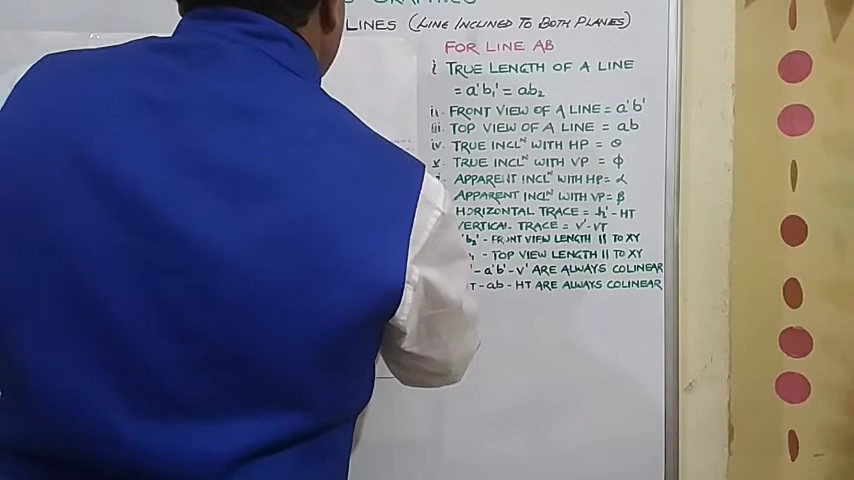 GRAPHICS
LINES (LINE INCLINED TO BOTH PLANES)
FOR LINE AB
i TRUE LENGTH OF A LINE
= a'b₁' = ab₂
ii. FRONT VIEW OF A LINE = a'b'
iii. TOP VIEW OF A LINE = ab
iv. TRUE INCLᴺ WITH HP = θ
v. TRUE INCLᴺ WITH VP = Φ
APPARENT INCLᴺ WITH HP = α
APPARENT INCLᴺ WITH VP = β
HORIZONTAL TRACE = h' - HT
VERTICAL TRACE = v' - VT
b₂' - FRONT VIEW LENGTH || TO XY
- TOP VIEW LENGTH || TO XY
- a'b' - v' ARE ALWAYS COLINEAR
- ab - HT ARE ALWAYS COLINEAR